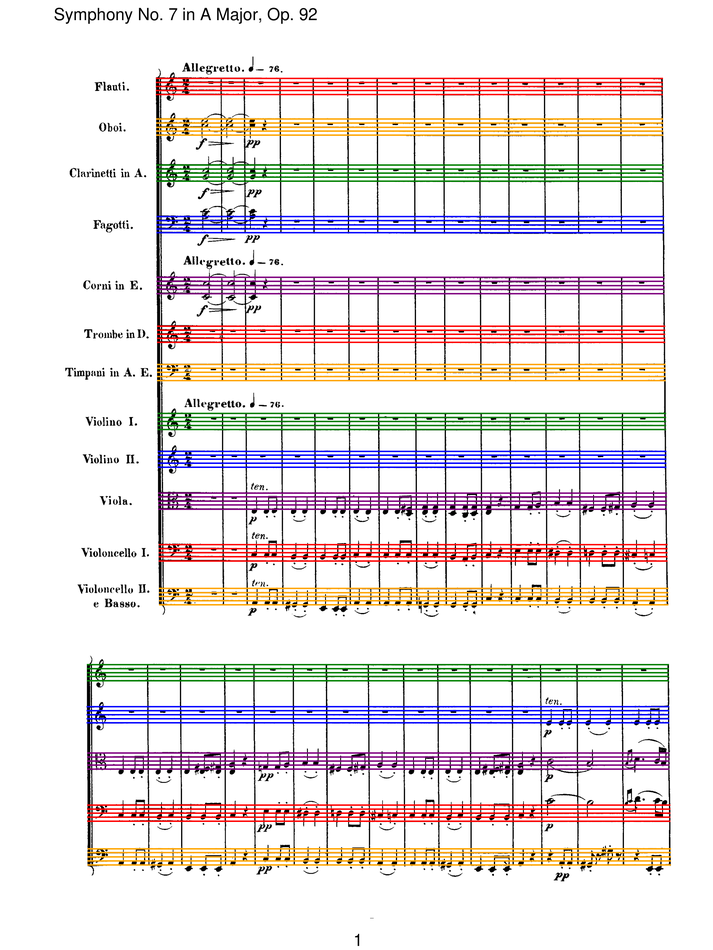 Symphony No. 7 in A Major, Op. 92
Allegretto. ♩ = 76.
Flauti.
Oboi.
f pp
Clarinetti in A.
f pp
Fagotti.
f pp
Allegretto. ♩ = 76.
Corni in E.
f pp
Trombe in D.
Timpani in A. E.
Allegretto. ♩ = 76.
Violino I.
Violino II.
ten.
Viola.
p
ten.
Violoncello I.
p
ten.
Violoncello II.
e Basso.
p
ten.
p
pp p
pp p
pp pp
1